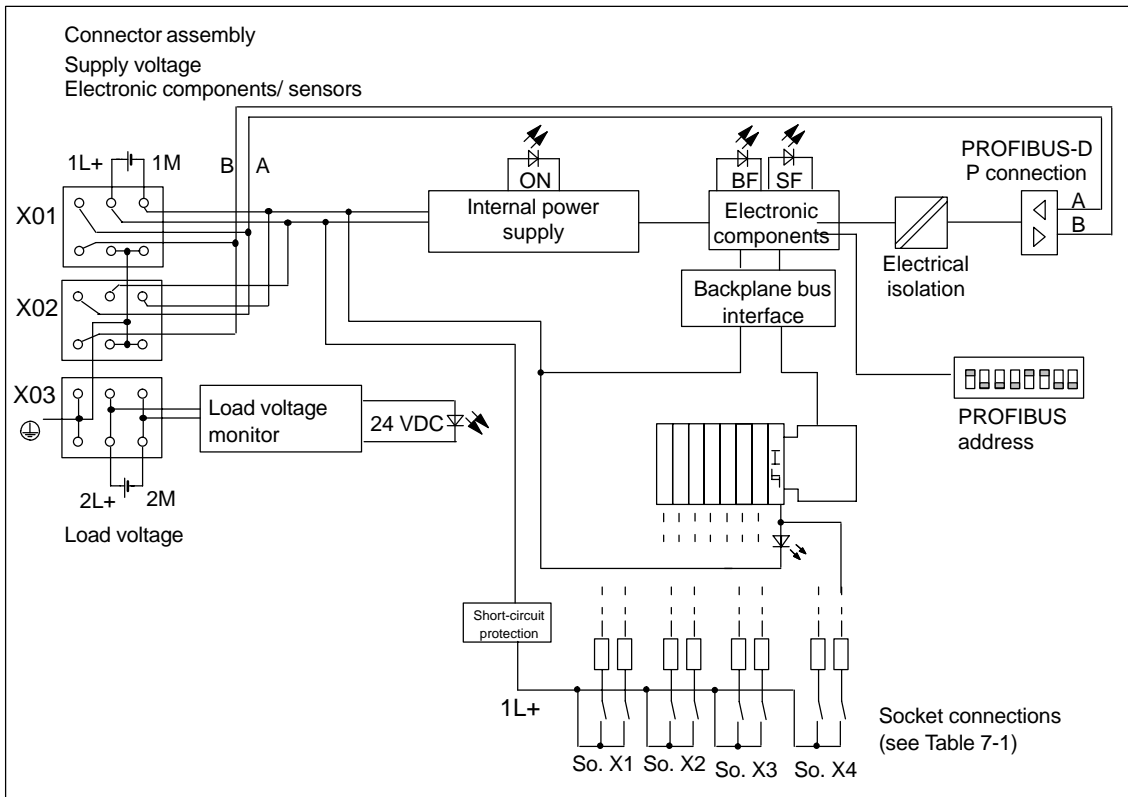 Connector assembly
Supply voltage
Electronic components/ sensors
1L+
1M
B
A
X01
ON
Internal power
supply
BF
SF
Electronic
components
Electrical
isolation
PROFIBUS-D
P connection
A
B
X02
Backplane bus
interface
X03
Load voltage
monitor
24 VDC
PROFIBUS
address
2L+
2M
Load voltage
Short-circuit
protection
1L+
So. X1
So. X2
So. X3
So. X4
Socket connections
(see Table 7-1)